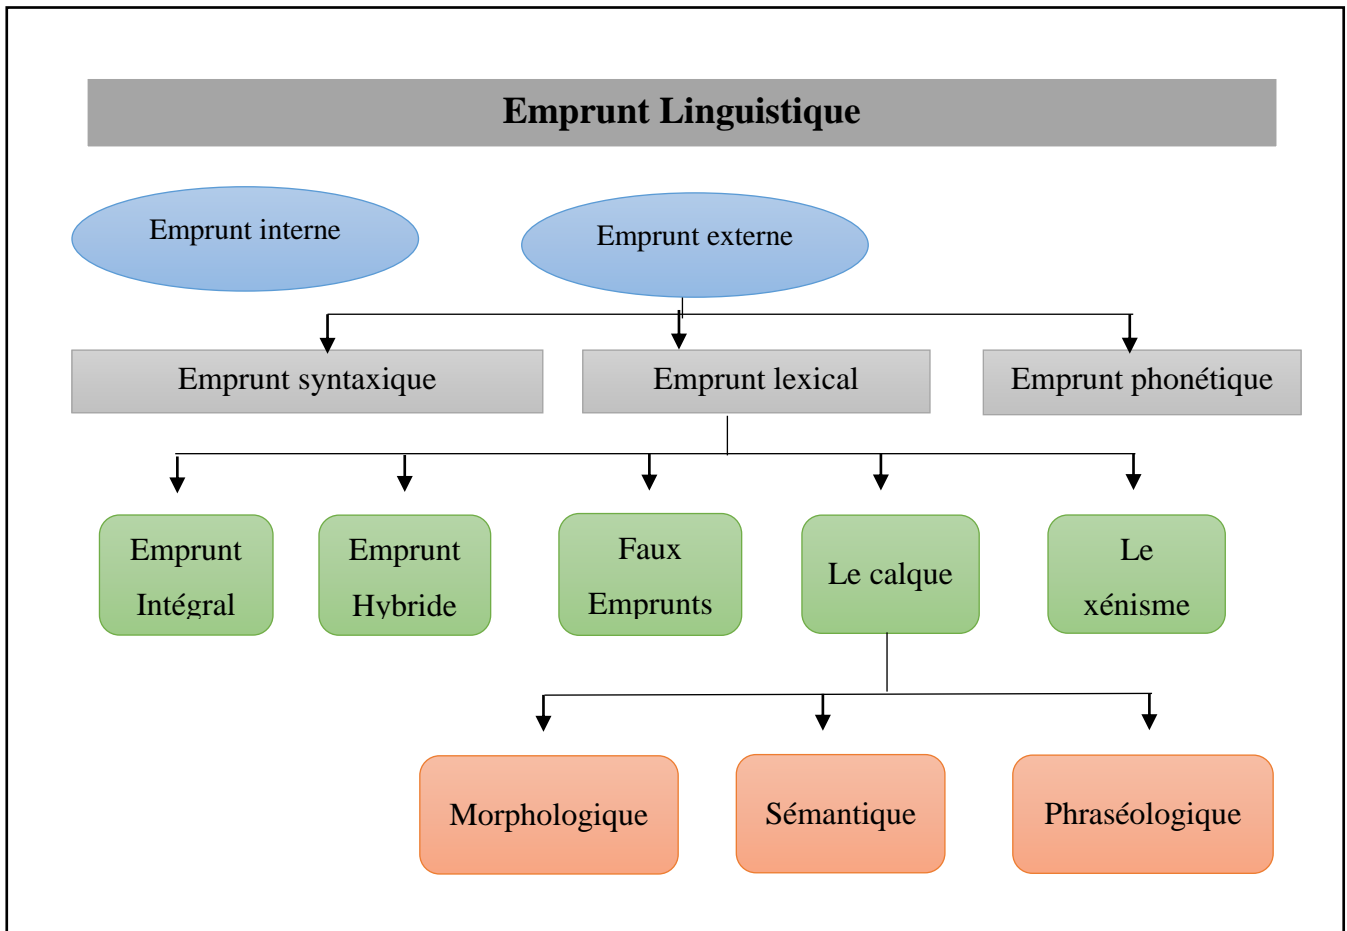 Emprunt Linguistique
Emprunt interne
Emprunt externe
Emprunt syntaxique
Emprunt lexical
Emprunt phonétique
Emprunt
Intégral
Emprunt
Hybride
Faux
Emprunts
Le calque
Le
xénisme
Morphologique
Sémantique
Phraséologique